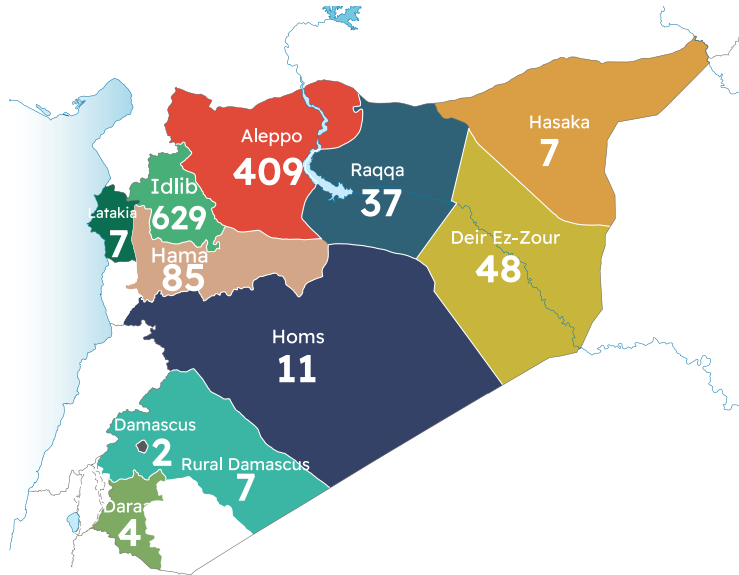 Hasaka
7
Aleppo
409
Raqqa
37
Idlib
629
Latakia
7
Deir Ez-Zour
48
Hama
85
Homs
11
Damascus
2
Rural Damascus
7
Daraa
4